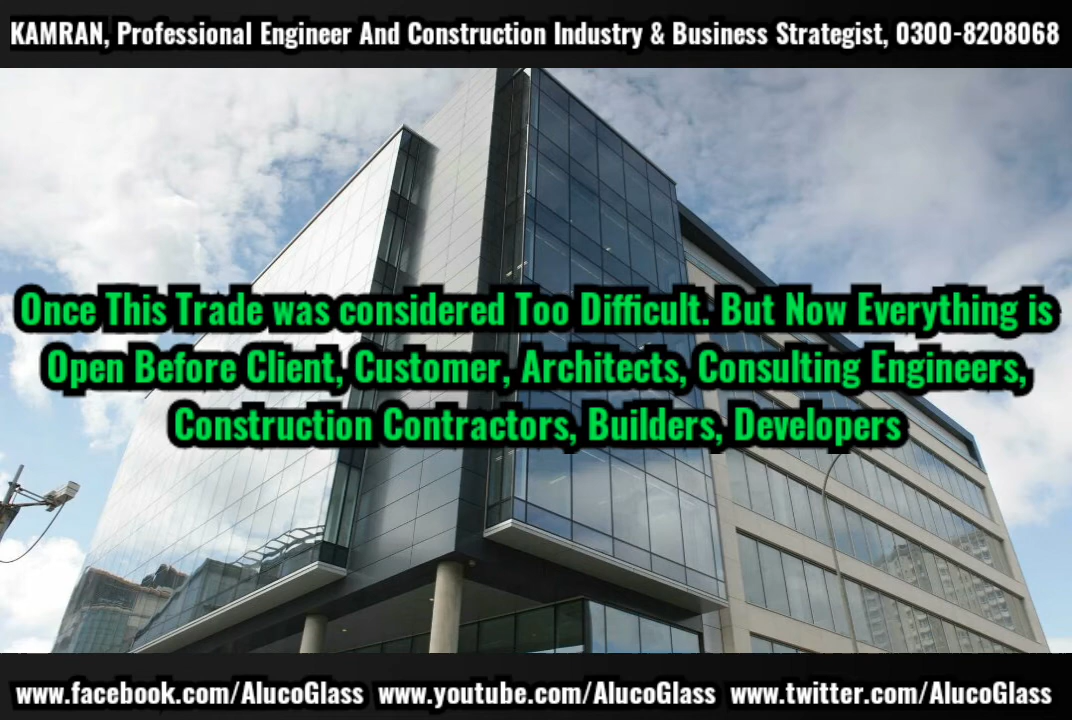 KAMRAN, Professional Engineer And Construction Industry & Business Strategist, 0300-8208068
Once This Trade was considered Too Difficult. But Now Everything is
Open Before Client, Customer, Architects, Consulting Engineers,
Construction Contractors, Builders, Developers
www.facebook.com/AlucoGlass www.youtube.com/AlucoGlass www.twitter.com/AlucoGlass